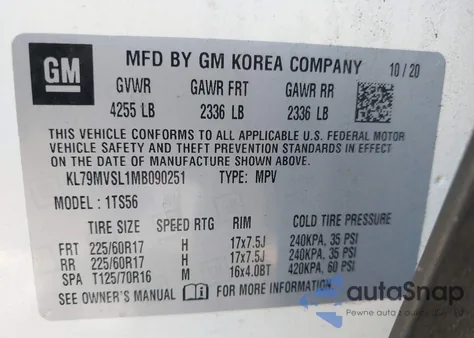 GM
MFD BY GM KOREA COMPANY 10/20
GVWR GAWR FRT GAWR RR
4255 LB 2336 LB 2336 LB
THIS VEHICLE CONFORMS TO ALL APPLICABLE U.S. FEDERAL MOTOR
VEHICLE SAFETY AND THEFT PREVENTION STANDARDS IN EFFECT ON
THE DATE OF MANUFACTURE SHOWN ABOVE.
KL79MVSL1MB090251 TYPE: MPV
MODEL : 1TS56
TIRE SIZE SPEED RTG RIM COLD TIRE PRESSURE
FRT 225/60R17 H 17x7.5J 240KPA, 35 PSI
RR 225/60R17 H 17x7.5J 240KPA, 35 PSI
SPA T125/70R16 M 16x4.0BT 420KPA, 60 PSI
SEE OWNER'S MANUAL FOR MORE INFORMATION.
autoSnap
Pewne auto z